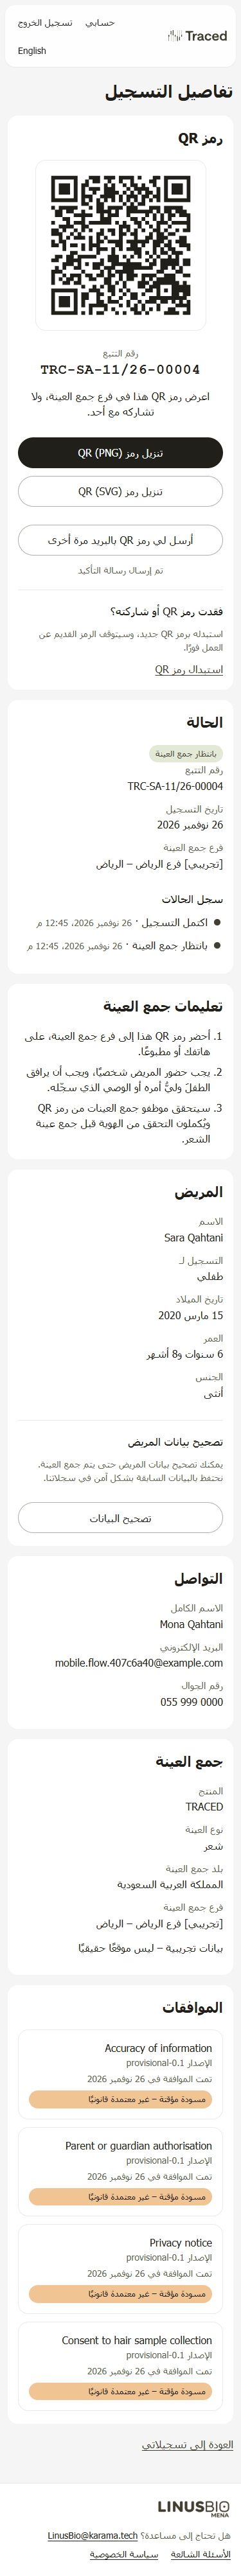 Traced
حسابي
تسجيل الخروج
English
تفاصيل التسجيل
رمز QR
رقم التتبع
TRC-SA-11/26-00004
اعرض رمز QR هذا في فرع جمع العينة، ولا
تشاركه مع أحد.
تنزيل رمز QR (PNG)
تنزيل رمز QR (SVG)
أرسل لي رمز QR بالبريد مرة أخرى
تم إرسال رسالة التأكيد
فقدت رمز QR أو شاركته؟
استبدله برمز QR جديد، وسيتوقف الرمز القديم عن
العمل فورًا.
استبدال رمز QR
الحالة
بانتظار جمع العينة
رقم التتبع
TRC-SA-11/26-00004
تاريخ التسجيل
26 نوفمبر 2026
فرع جمع العينة
[تجريبي] فرع الرياض – الرياض
سجل الحالات
اكتمل التسجيل · 26 نوفمبر 2026، 12:45 م
بانتظار جمع العينة · 26 نوفمبر 2026، 12:45 م
تعليمات جمع العينة
1. أحضر رمز QR هذا إلى فرع جمع العينة، على
هاتفك أو مطبوعًا.
2. يجب حضور المريض شخصيًا، ويجب أن يرافق
الطفلَ وليُّ أمره أو الوصي الذي سجّله.
3. سيتحقق موظفو جمع العينات من رمز QR
ويُكملون التحقق من الهوية قبل جمع عينة
الشعر.
المريض
الاسم
Sara Qahtani
التسجيل لـ
طفلي
تاريخ الميلاد
15 مارس 2020
العمر
6 سنوات و8 أشهر
الجنس
أنثى
تصحيح بيانات المريض
يمكنك تصحيح بيانات المريض حتى يتم جمع العينة.
نحتفظ بالبيانات السابقة بشكل آمن في سجلاتنا.
تصحيح البيانات
التواصل
الاسم الكامل
Mona Qahtani
البريد الإلكتروني
mobile.flow.407c6a40@example.com
رقم الجوال
055 999 0000
جمع العينة
المنتج
TRACED
نوع العينة
شعر
بلد جمع العينة
المملكة العربية السعودية
فرع جمع العينة
[تجريبي] فرع الرياض – الرياض
بيانات تجريبية – ليس موقعًا حقيقيًا
الموافقات
Accuracy of information
الإصدار provisional-0.1
تمت الموافقة في 26 نوفمبر 2026
مسودة مؤقتة – غير معتمدة قانونيًا
Parent or guardian authorisation
الإصدار provisional-0.1
تمت الموافقة في 26 نوفمبر 2026
مسودة مؤقتة – غير معتمدة قانونيًا
Privacy notice
الإصدار provisional-0.1
تمت الموافقة في 26 نوفمبر 2026
مسودة مؤقتة – غير معتمدة قانونيًا
Consent to hair sample collection
الإصدار provisional-0.1
تمت الموافقة في 26 نوفمبر 2026
مسودة مؤقتة – غير معتمدة قانونيًا
العودة إلى تسجيلاتي
LINUSBIO
MENA
هل تحتاج إلى مساعدة؟ LinusBio@karama.tech
الأسئلة الشائعة
سياسة الخصوصية